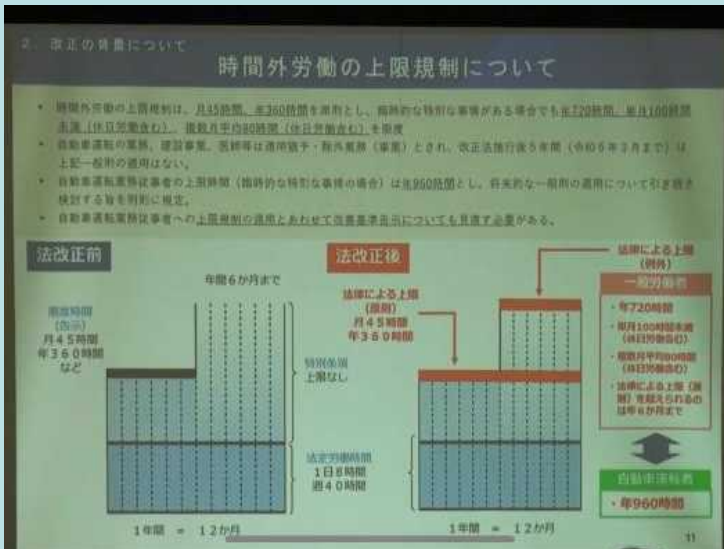 2. 改正の背景について
時間外労働の上限規制について
• 時間外労働の上限規制は、月45時間、年360時間を原則とし、臨時的な特別な事情がある場合でも年720時間、単月100時間
未満（休日労働含む）、複数月平均80時間（休日労働含む）を限度
• 自動車運転の業務、建設事業、医師等は適用猶予・除外業務（事業）とされ、改正法施行後5年間（令和6年3月まで）は、
上記一般則の適用はない。
• 自動車運転業務従事者の上限時間（臨時的な特別な事情の場合）は年960時間とし、将来的な一般則の適用について引き続き
検討する旨を附則に規定。
• 自動車運転業務従事者への上限規制の適用とあわせて改善基準告示についても見直す必要がある。
法改正前
年間6か月まで
限度時間
(告示)
月45時間
年360時間
など
特別条項
上限なし
法定労働時間
1日8時間
週40時間
1年間 = 12か月
法改正後
法律による上限
(原則)
月45時間
年360時間
法律による上限
(例外)
一般労働者
・年720時間
・単月100時間未満
(休日労働含む)
・複数月平均80時間
(休日労働含む)
・法律による上限（原
則）を超えられるの
は年6か月まで
自動車運転者
・年960時間
1年間 = 12か月
11